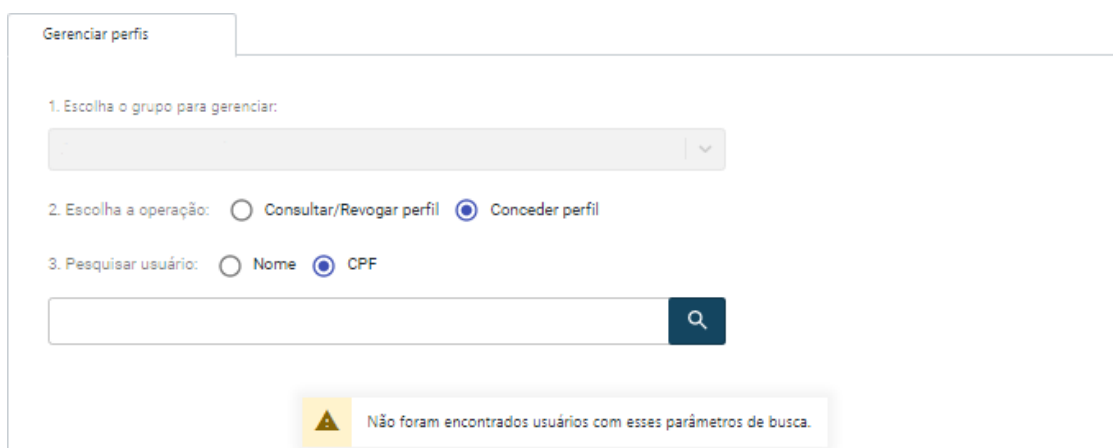 Gerenciar perfis
1. Escolha o grupo para gerenciar:
2. Escolha a operação: Consultar/Revogar perfil Conceder perfil
3. Pesquisar usuário: Nome CPF
Não foram encontrados usuários com esses parâmetros de busca.